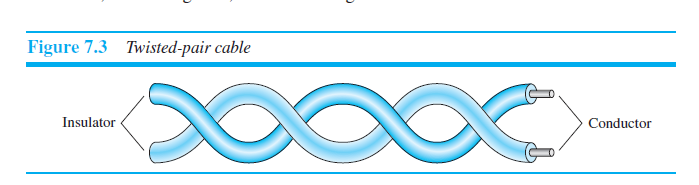 Figure 7.3 Twisted-pair cable
Insulator
Conductor